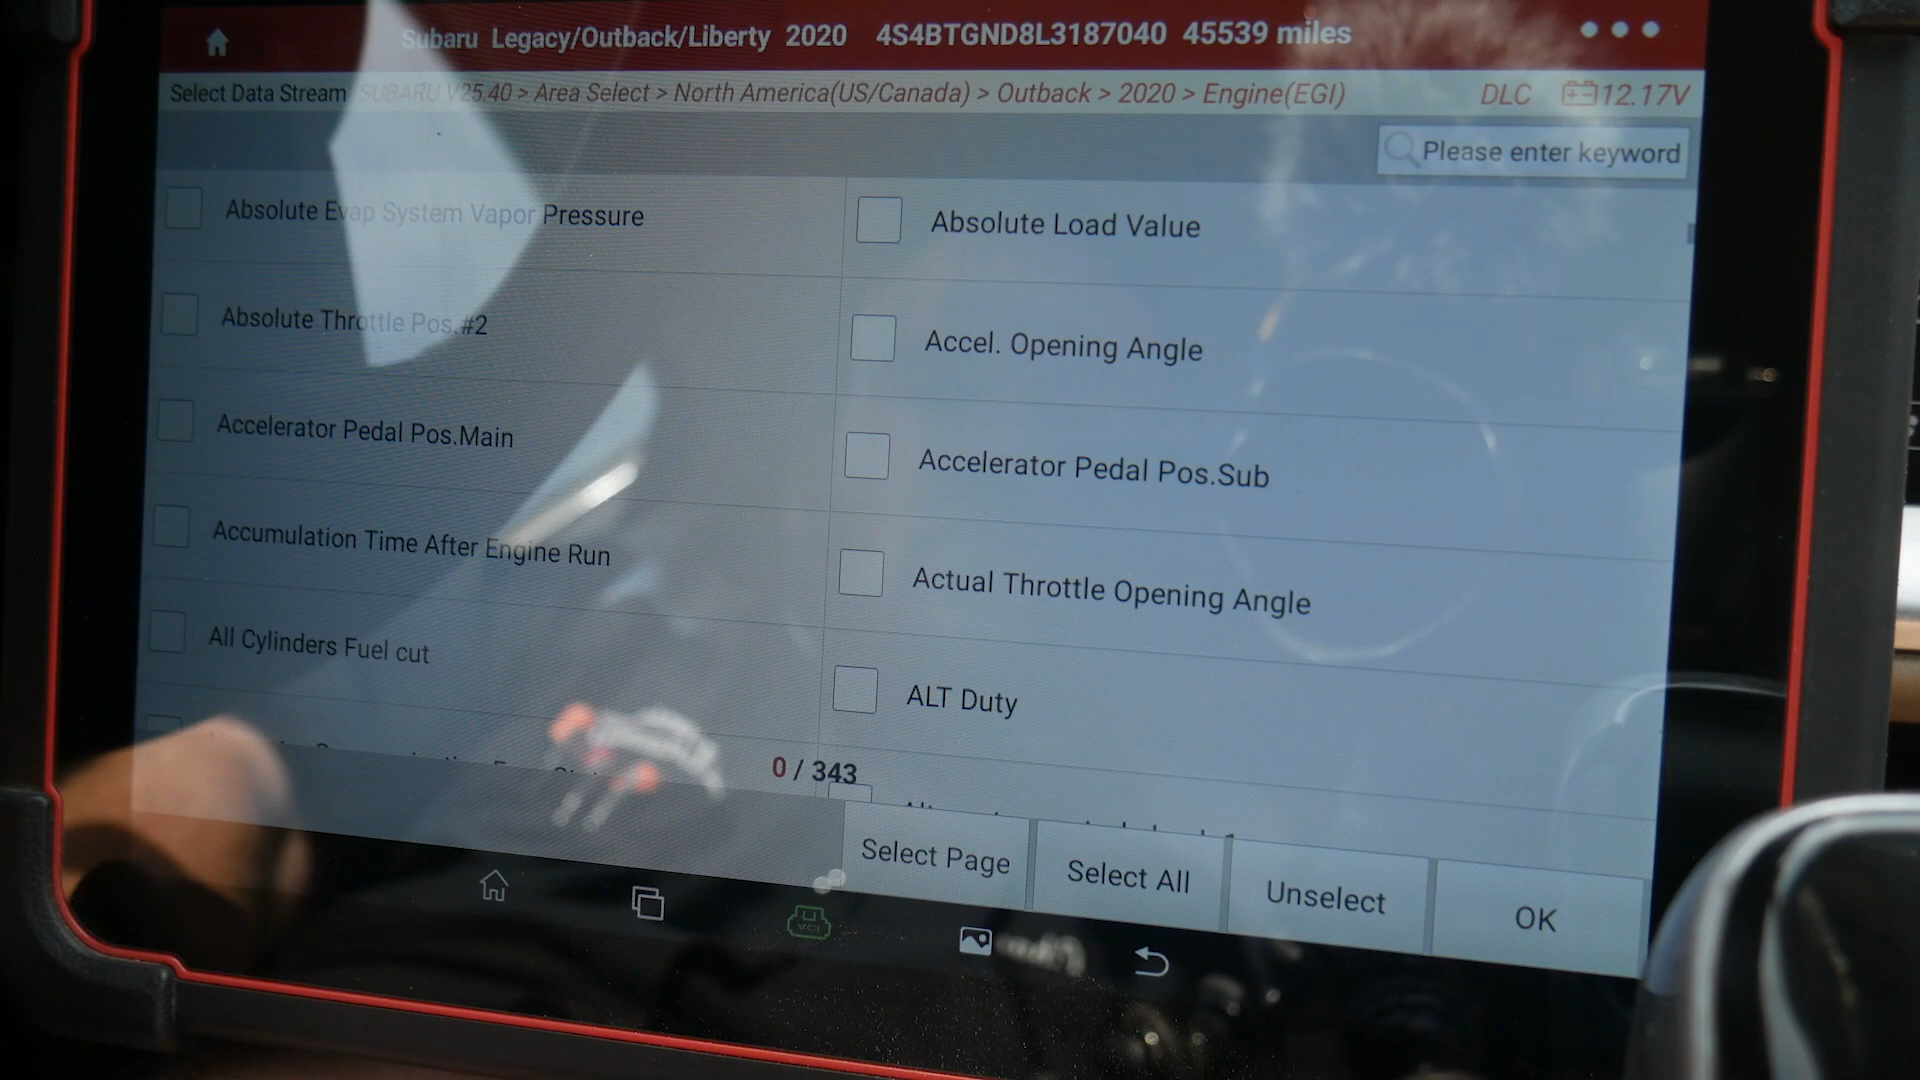 Subaru Legacy/Outback/Liberty 2020 4S4BTGND8L3187040 45539 miles
Select Data Stream SUBARU V25.40 > Area Select > North America(US/Canada) > Outback > 2020 > Engine(EGI) DLC 12.17V
Please enter keyword
Absolute Evap System Vapor Pressure
Absolute Load Value
Absolute Throttle Pos.#2
Accel. Opening Angle
Accelerator Pedal Pos.Main
Accelerator Pedal Pos.Sub
Accumulation Time After Engine Run
Actual Throttle Opening Angle
All Cylinders Fuel cut
ALT Duty
0 / 343
Select Page
Select All
Unselect
OK
VCI